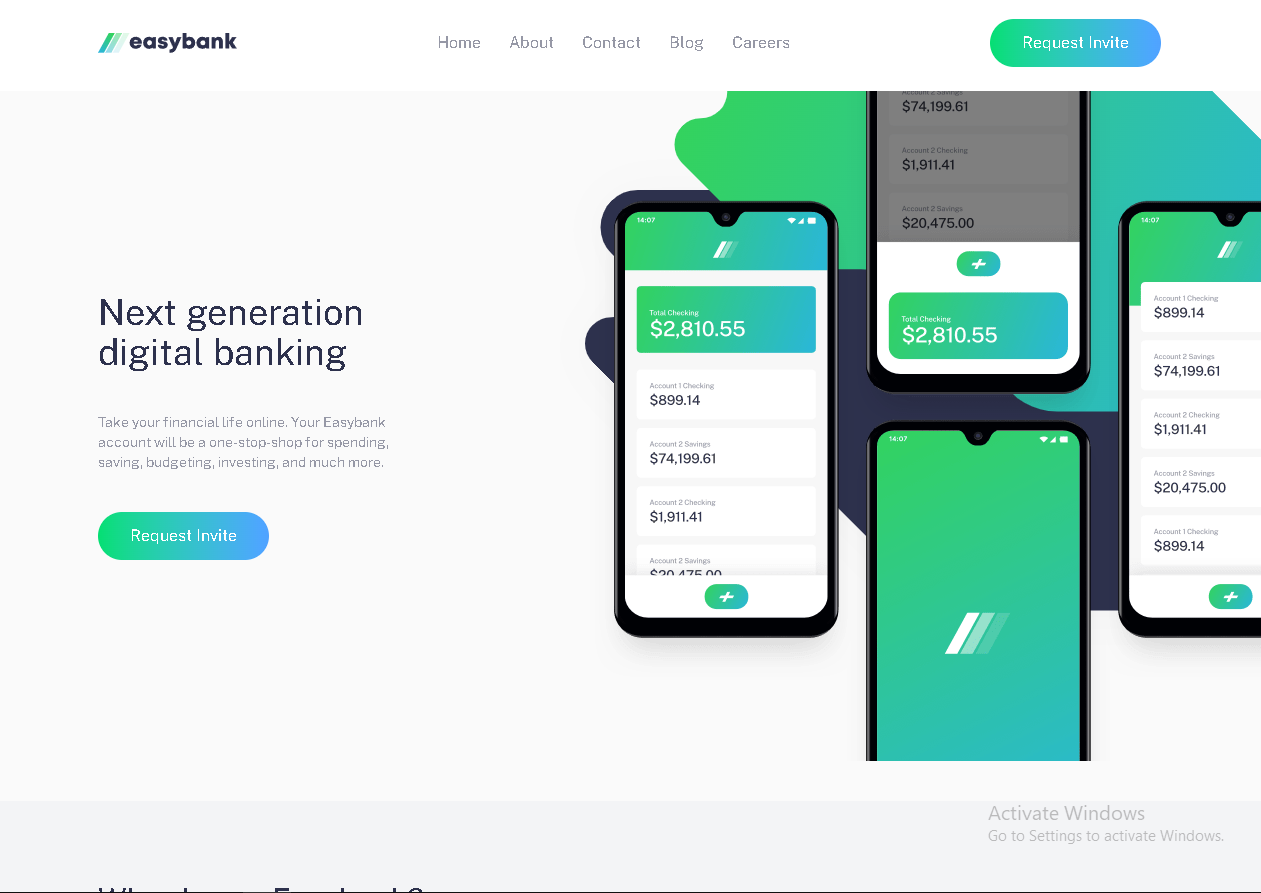 easybank
Home
About
Contact
Blog
Careers
Request Invite
Next generation
digital banking
Take your financial life online. Your Easybank
account will be a one-stop-shop for spending,
saving, budgeting, investing, and much more.
Request Invite
14:07
Total Checking
$2,810.55
Account 1 Checking
$899.14
Account 2 Savings
$74,199.61
Account 2 Checking
$1,911.41
Account 2 Savings
$20,475.00
Account 2 Savings
$74,199.61
Account 2 Checking
$1,911.41
Account 2 Savings
$20,475.00
Total Checking
$2,810.55
14:07
14:07
Account 1 Checking
$899.14
Account 2 Savings
$74,199.61
Account 2 Checking
$1,911.41
Account 2 Savings
$20,475.00
Account 1 Checking
$899.14
Activate Windows
Go to Settings to activate Windows.